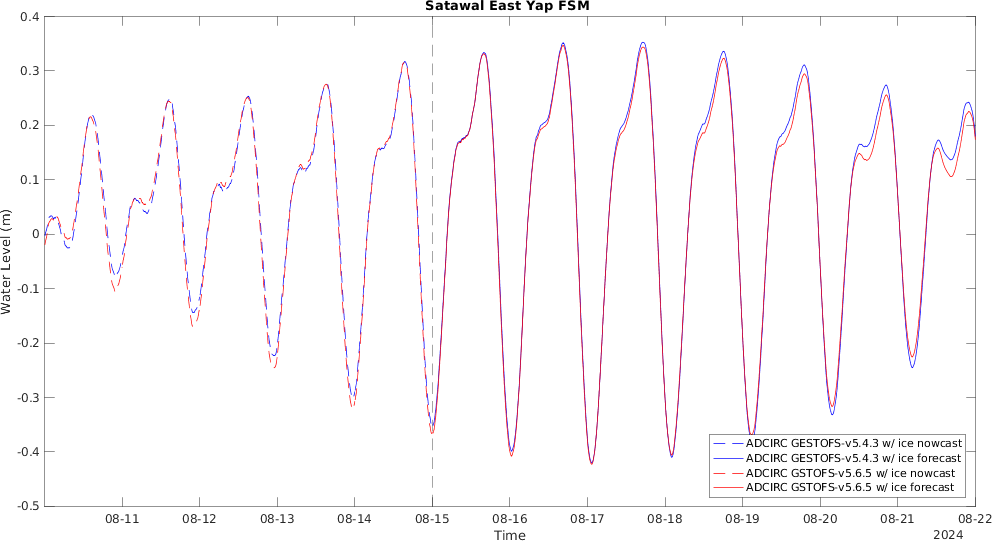 Satawal East Yap FSM
0.4
0.3
0.2
0.1
0
-0.1
-0.2
-0.3
-0.4
-0.5
Water Level (m)
ADCIRC GESTOFS-v5.4.3 w/ ice nowcast
ADCIRC GESTOFS-v5.4.3 w/ ice forecast
ADCIRC GSTOFS-v5.6.5 w/ ice nowcast
ADCIRC GSTOFS-v5.6.5 w/ ice forecast
08-11 08-12 08-13 08-14 08-15 08-16 08-17 08-18 08-19 08-20 08-21 08-22
Time
2024